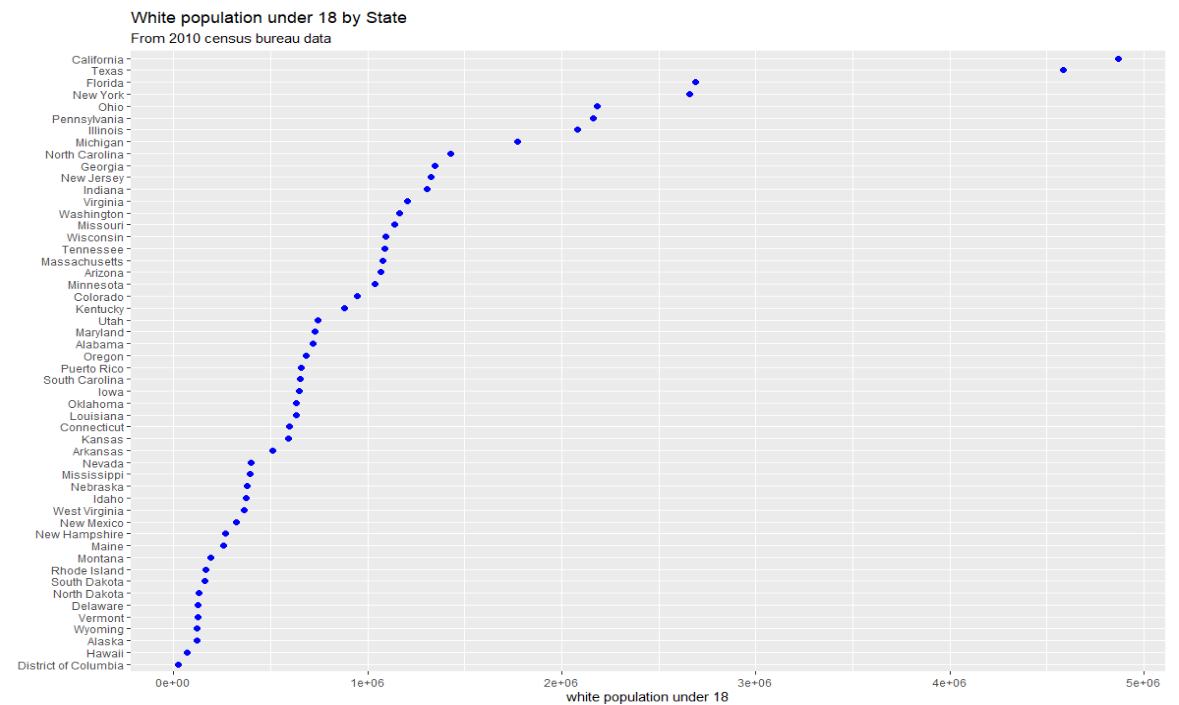 White population under 18 by State
From 2010 census bureau data
California
Texas
Florida
New York
Ohio
Pennsylvania
Illinois
Michigan
North Carolina
Georgia
New Jersey
Indiana
Virginia
Washington
Missouri
Wisconsin
Tennessee
Massachusetts
Arizona
Minnesota
Colorado
Kentucky
Utah
Maryland
Alabama
Oregon
Puerto Rico
South Carolina
Iowa
Oklahoma
Louisiana
Connecticut
Kansas
Arkansas
Nevada
Mississippi
Nebraska
Idaho
West Virginia
New Mexico
New Hampshire
Maine
Montana
Rhode Island
South Dakota
North Dakota
Delaware
Vermont
Wyoming
Alaska
Hawaii
District of Columbia
0e+00 1e+06 2e+06 3e+06 4e+06 5e+06
white population under 18